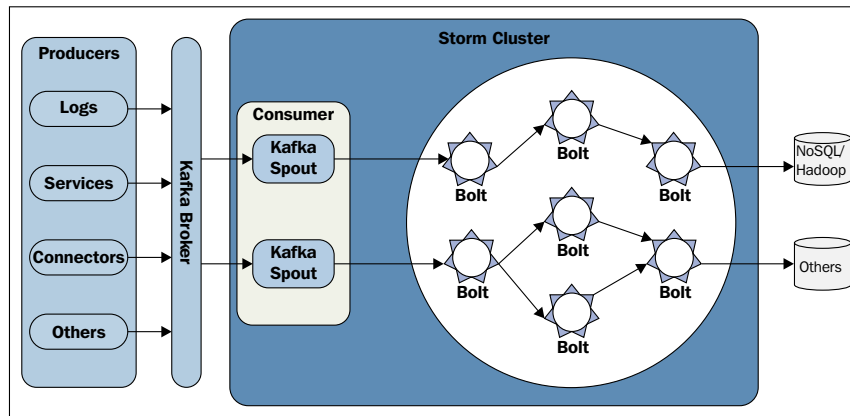 Storm Cluster
Producers
Logs
Services
Connectors
Others
Kafka Broker
Consumer
Kafka
Spout
Kafka
Spout
Bolt
Bolt
Bolt
Bolt
Bolt
Bolt
Bolt
NoSQL/
Hadoop
Others